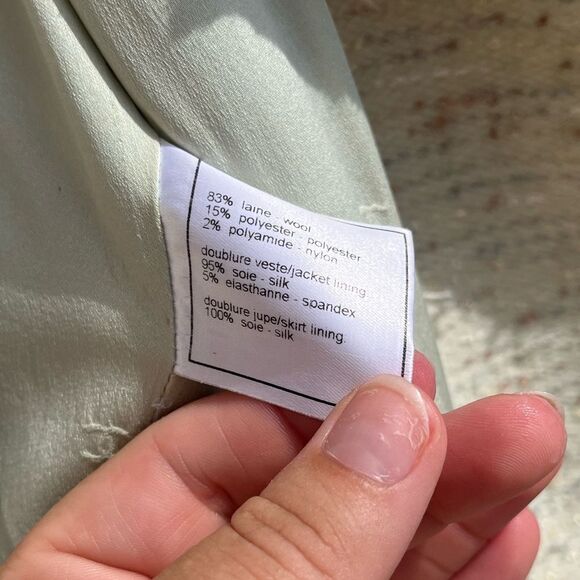 83% laine - wool
15% polyester - polyester
2% polyamide - nylon
doublure veste/jacket lining
95% soie - silk
5% elasthanne - spandex
doublure jupe/skirt lining
100% soie - silk